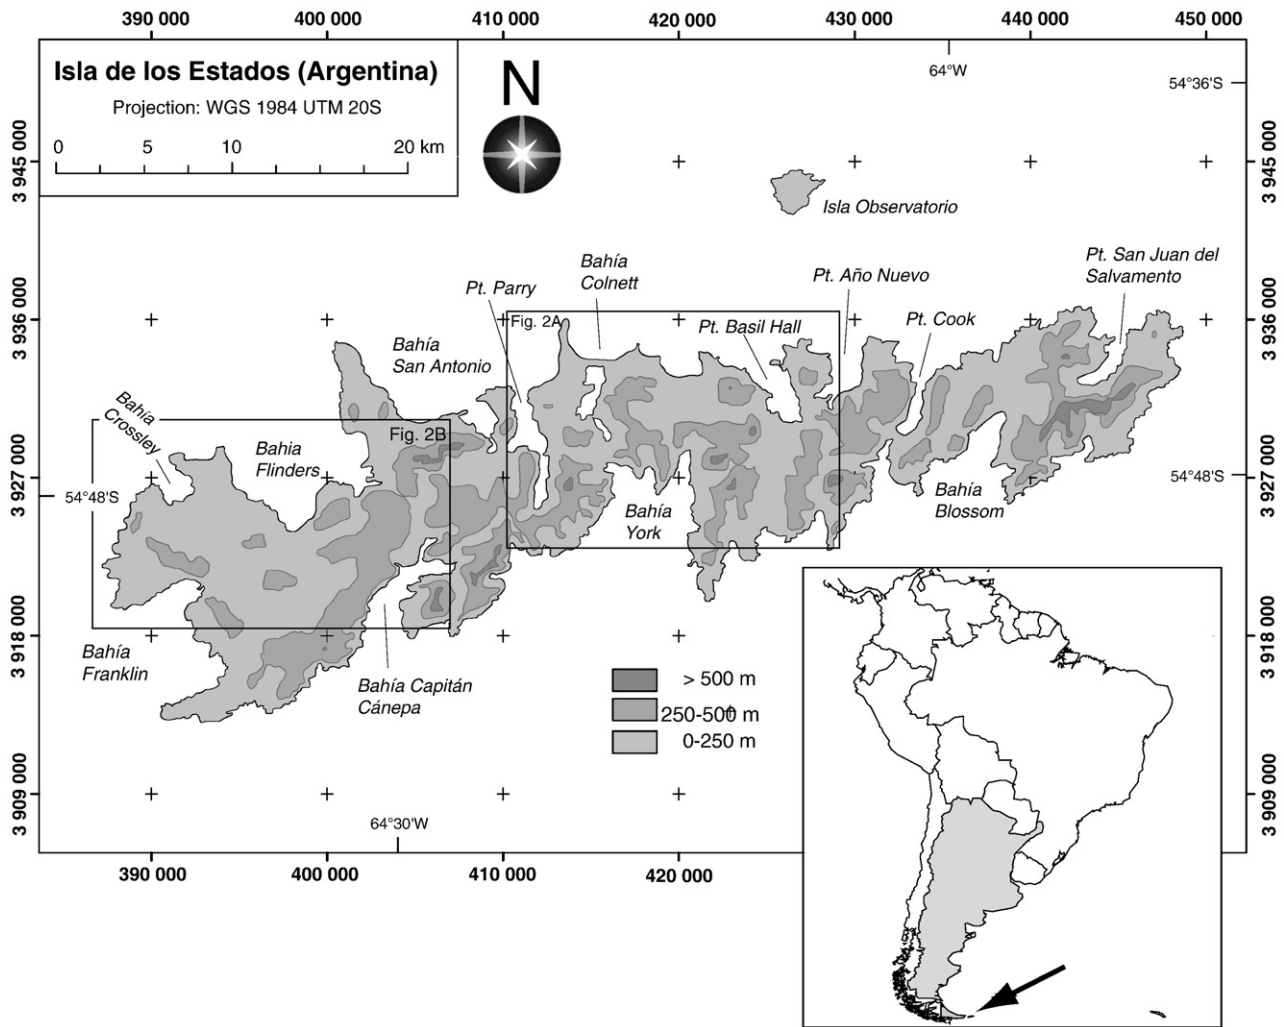 390 000
400 000
410 000
420 000
430 000
440 000
450 000
Isla de los Estados (Argentina)
Projection: WGS 1984 UTM 20S
0
5
10
20 km
N
64°W
54°36'S
3 945 000
3 945 000
Isla Observatorio
Pt. San Juan del
Salvamento
Bahía
Colnett
Pt. Año Nuevo
Pt. Parry
3 936 000
Fig. 2A
Pt. Basil Hall
Pt. Cook
3 936 000
Bahía
San Antonio
Bahía
Crossley
Fig. 2B
Bahia
Flinders
3 927 000
54°48'S
Bahía
York
Bahía
Blossom
54°48'S
3 927 000
3 918 000
3 918 000
Bahía
Franklin
Bahía Capitán
Cánepa
> 500 m
250-500 m
0-250 m
3 909 000
3 909 000
64°30'W
390 000
400 000
410 000
420 000